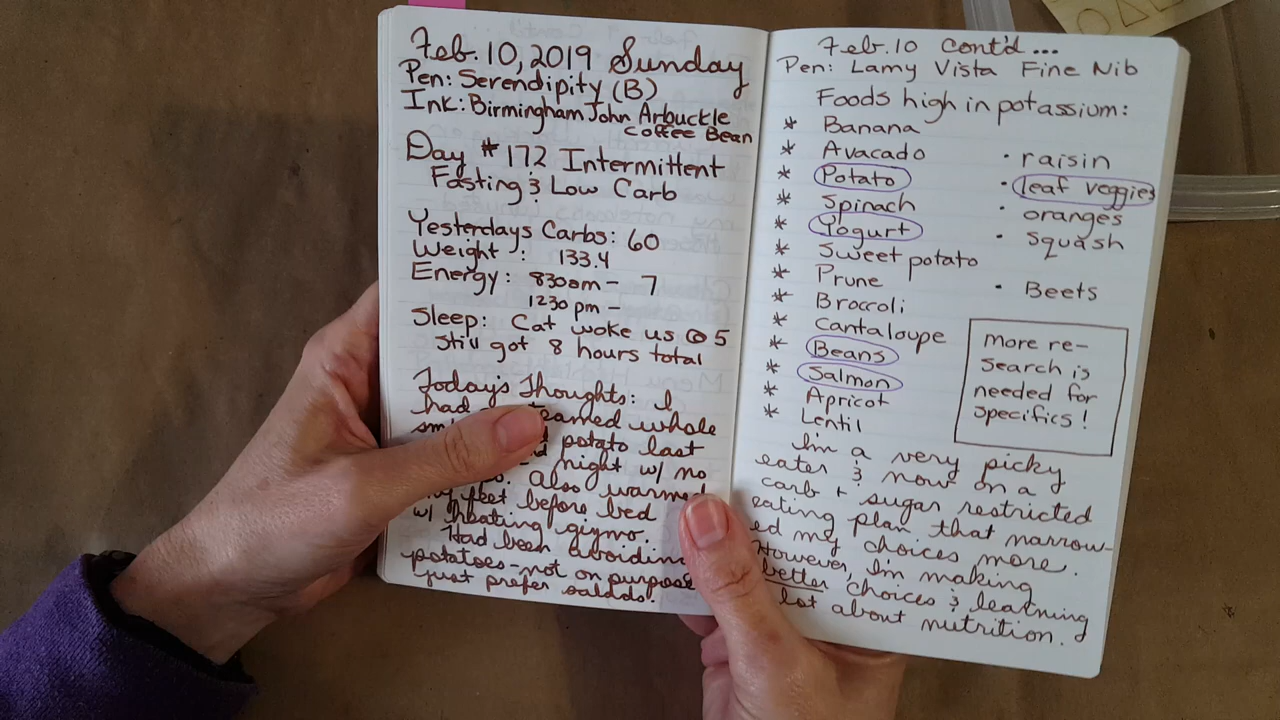 Feb. 10, 2019 Sunday
Pen: Serendipity (B)
Ink: Birmingham John Arbuckle
Coffee Bean
Day #172 Intermittent
Fasting & Low Carb
Yesterdays Carbs: 60
Weight : 133.4
Energy: 830am - 7
1230 pm -
Sleep: Cat woke us @ 5
Still got 8 hours total
Today's Thoughts: I
had whole
potato last
night w/ no
Also warmed
feet before bed
w/ heating gizmo.
Had been avoiding
potatoes - not on purpose
just prefer salads.
Feb. 10 Cont'd ...
Pen: Lamy Vista Fine Nib
Foods high in potassium:
* Banana
* Avacado
* Potato
* Spinach
* Yogurt
* Sweet potato
* Prune
* Broccoli
* Cantaloupe
* Beans
* Salmon
* Apricot
* Lentil
• raisin
• leaf veggies
• oranges
• squash
• Beets
More re-
search is
needed for
specifics!
I'm a very picky
eater & now on a
carb + sugar restricted
eating plan that narrow-
ed my choices more.
However, I'm making
better choices & learning
lot about nutrition.